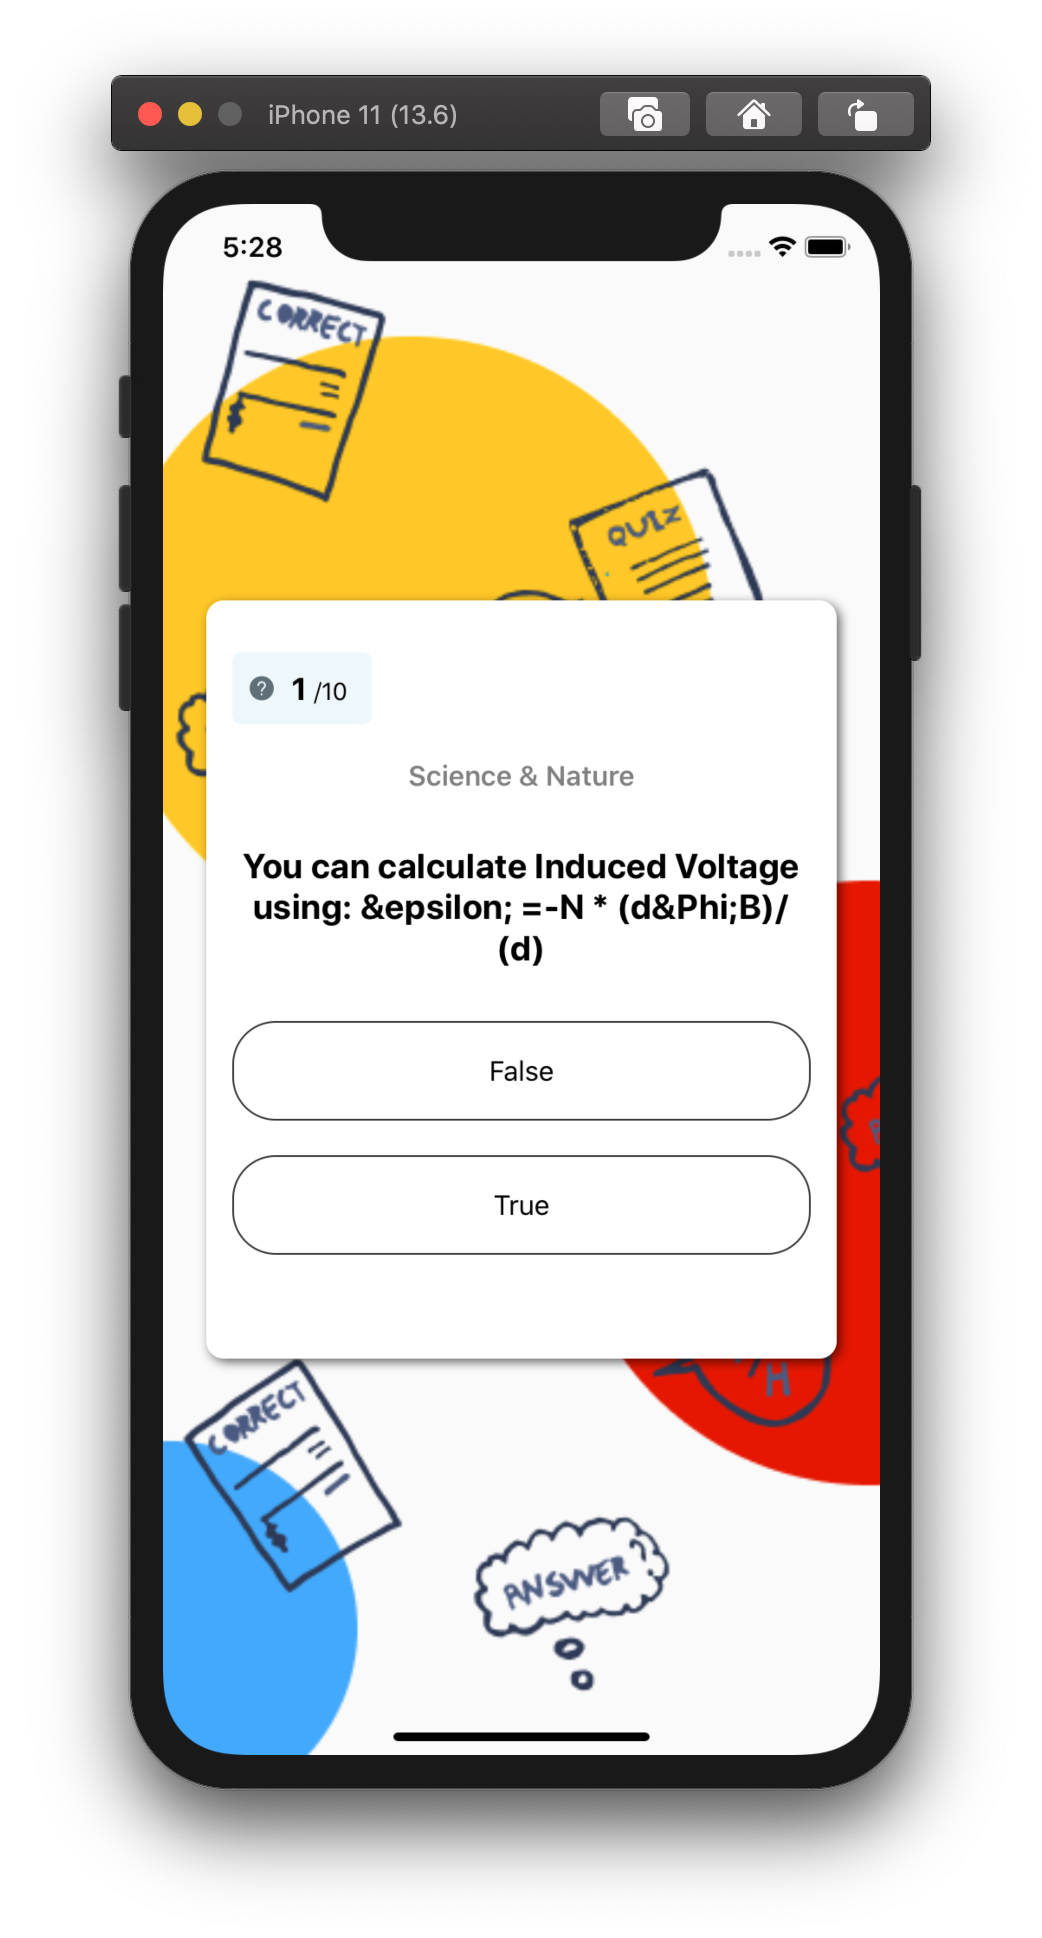 iPhone 11 (13.6)
5:28
CORRECT
QUIZ
1 /10
Science & Nature
You can calculate Induced Voltage
using: &epsilon; =-N * (d&Phi;B)/
(d)
False
True
H
CORRECT
ANSWER